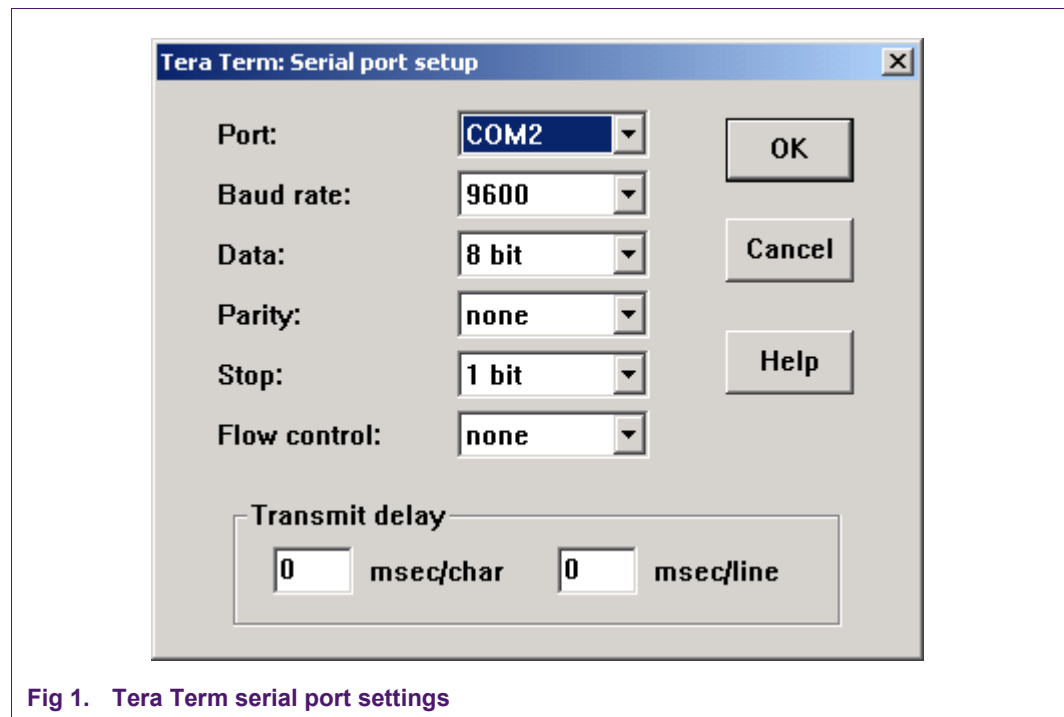 Tera Term: Serial port setup
Port: COM2 OK
Baud rate: 9600
Data: 8 bit Cancel
Parity: none
Stop: 1 bit Help
Flow control: none
Transmit delay
0 msec/char 0 msec/line
Fig 1. Tera Term serial port settings